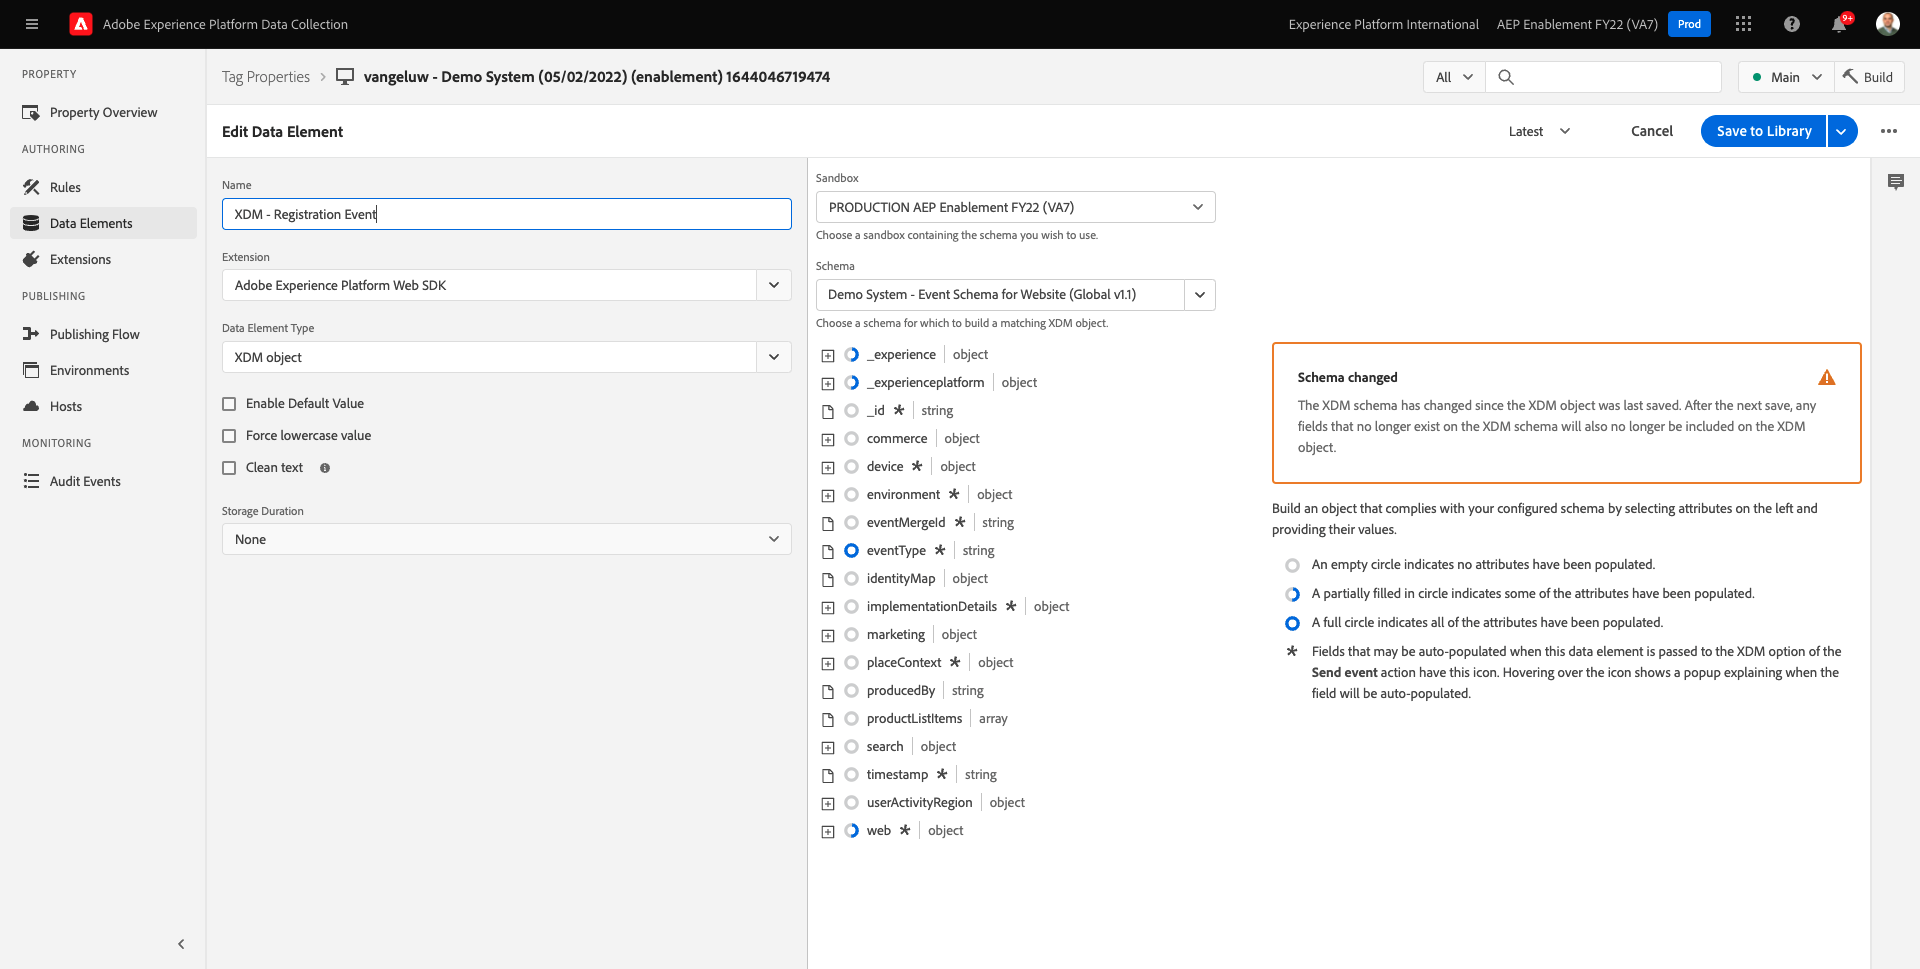 Adobe Experience Platform Data Collection
Experience Platform International
AEP Enablement FY22 (VA7)
Prod
9+
PROPERTY
Property Overview
AUTHORING
Rules
Data Elements
Extensions
PUBLISHING
Publishing Flow
Environments
Hosts
MONITORING
Audit Events
Tag Properties
vangeluw - Demo System (05/02/2022) (enablement) 1644046719474
All
Main
Build
Edit Data Element
Latest
Cancel
Save to Library
Name
XDM - Registration Event
Extension
Adobe Experience Platform Web SDK
Data Element Type
XDM object
Enable Default Value
Force lowercase value
Clean text
Storage Duration
None
Sandbox
PRODUCTION AEP Enablement FY22 (VA7)
Choose a sandbox containing the schema you wish to use.
Schema
Demo System - Event Schema for Website (Global v1.1)
Choose a schema for which to build a matching XDM object.
_experience | object
_experienceplatform | object
_id * | string
commerce | object
device * | object
environment * | object
eventMergeId * | string
eventType * | string
identityMap | object
implementationDetails * | object
marketing | object
placeContext * | object
producedBy | string
productListItems | array
search | object
timestamp * | string
userActivityRegion | object
web * | object
Schema changed
The XDM schema has changed since the XDM object was last saved. After the next save, any
fields that no longer exist on the XDM schema will also no longer be included on the XDM
object.
Build an object that complies with your configured schema by selecting attributes on the left and
providing their values.
An empty circle indicates no attributes have been populated.
A partially filled in circle indicates some of the attributes have been populated.
A full circle indicates all of the attributes have been populated.
* Fields that may be auto-populated when this data element is passed to the XDM option of the
Send event action have this icon. Hovering over the icon shows a popup explaining when the
field will be auto-populated.